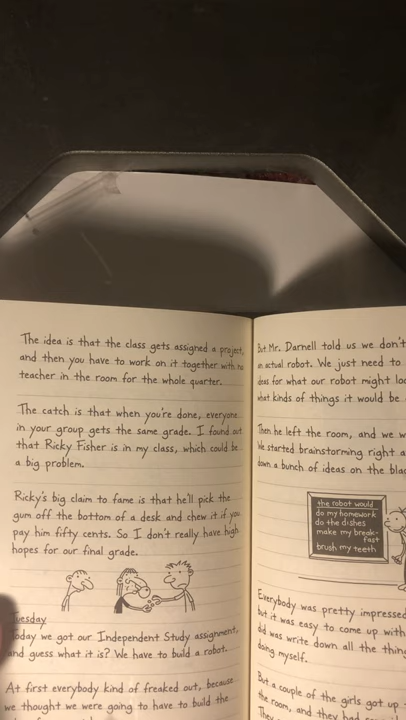 The idea is that the class gets assigned a project,
and then you have to work on it together with no
teacher in the room for the whole quarter.
The catch is that when you're done, everyone
in your group gets the same grade. I found out
that Ricky Fisher is in my class, which could be
a big problem.
Ricky's big claim to fame is that he'll pick the
gum off the bottom of a desk and chew it if you
pay him fifty cents. So I don't really have high
hopes for our final grade.
Tuesday
Today we got our Independent Study assignment,
and guess what it is? We have to build a robot.
At first everybody kind of freaked out, because
we thought we were going to have to build the
But Mr. Darnell told us we don't
an actual robot. We just need to
ideas for what our robot might loo
what kinds of things it would be
Then he left the room, and we w
We started brainstorming right a
down a bunch of ideas on the bla
the robot would
do my homework
do the dishes
make my break-
fast
brush my teeth
Everybody was pretty impressed
but it was easy to come up with
did was write down all the thin
doing myself.
But a couple of the girls got up
the room, and they had
They